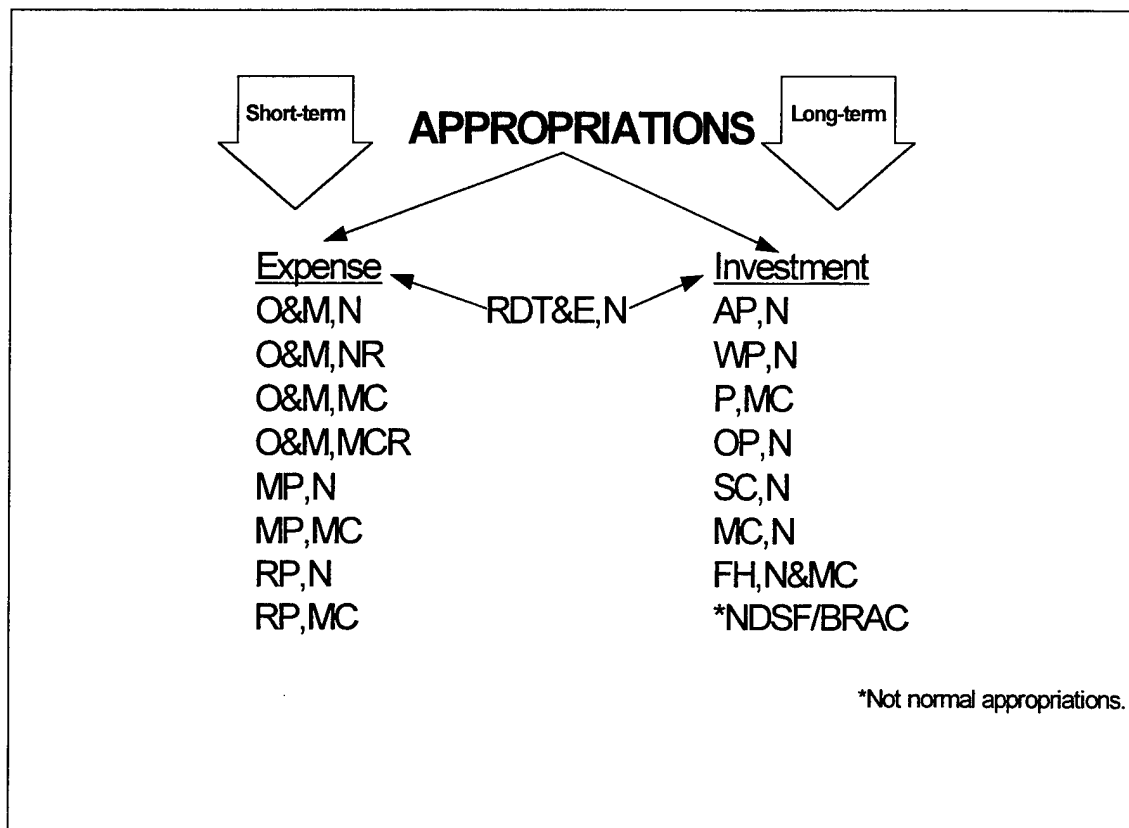 Short-term
APPROPRIATIONS
Long-term
Expense
O&M,N
O&M,NR
O&M,MC
O&M,MCR
MP,N
MP,MC
RP,N
RP,MC
RDT&E,N
Investment
AP,N
WP,N
P,MC
OP,N
SC,N
MC,N
FH,N&MC
*NDSF/BRAC
*Not normal appropriations.